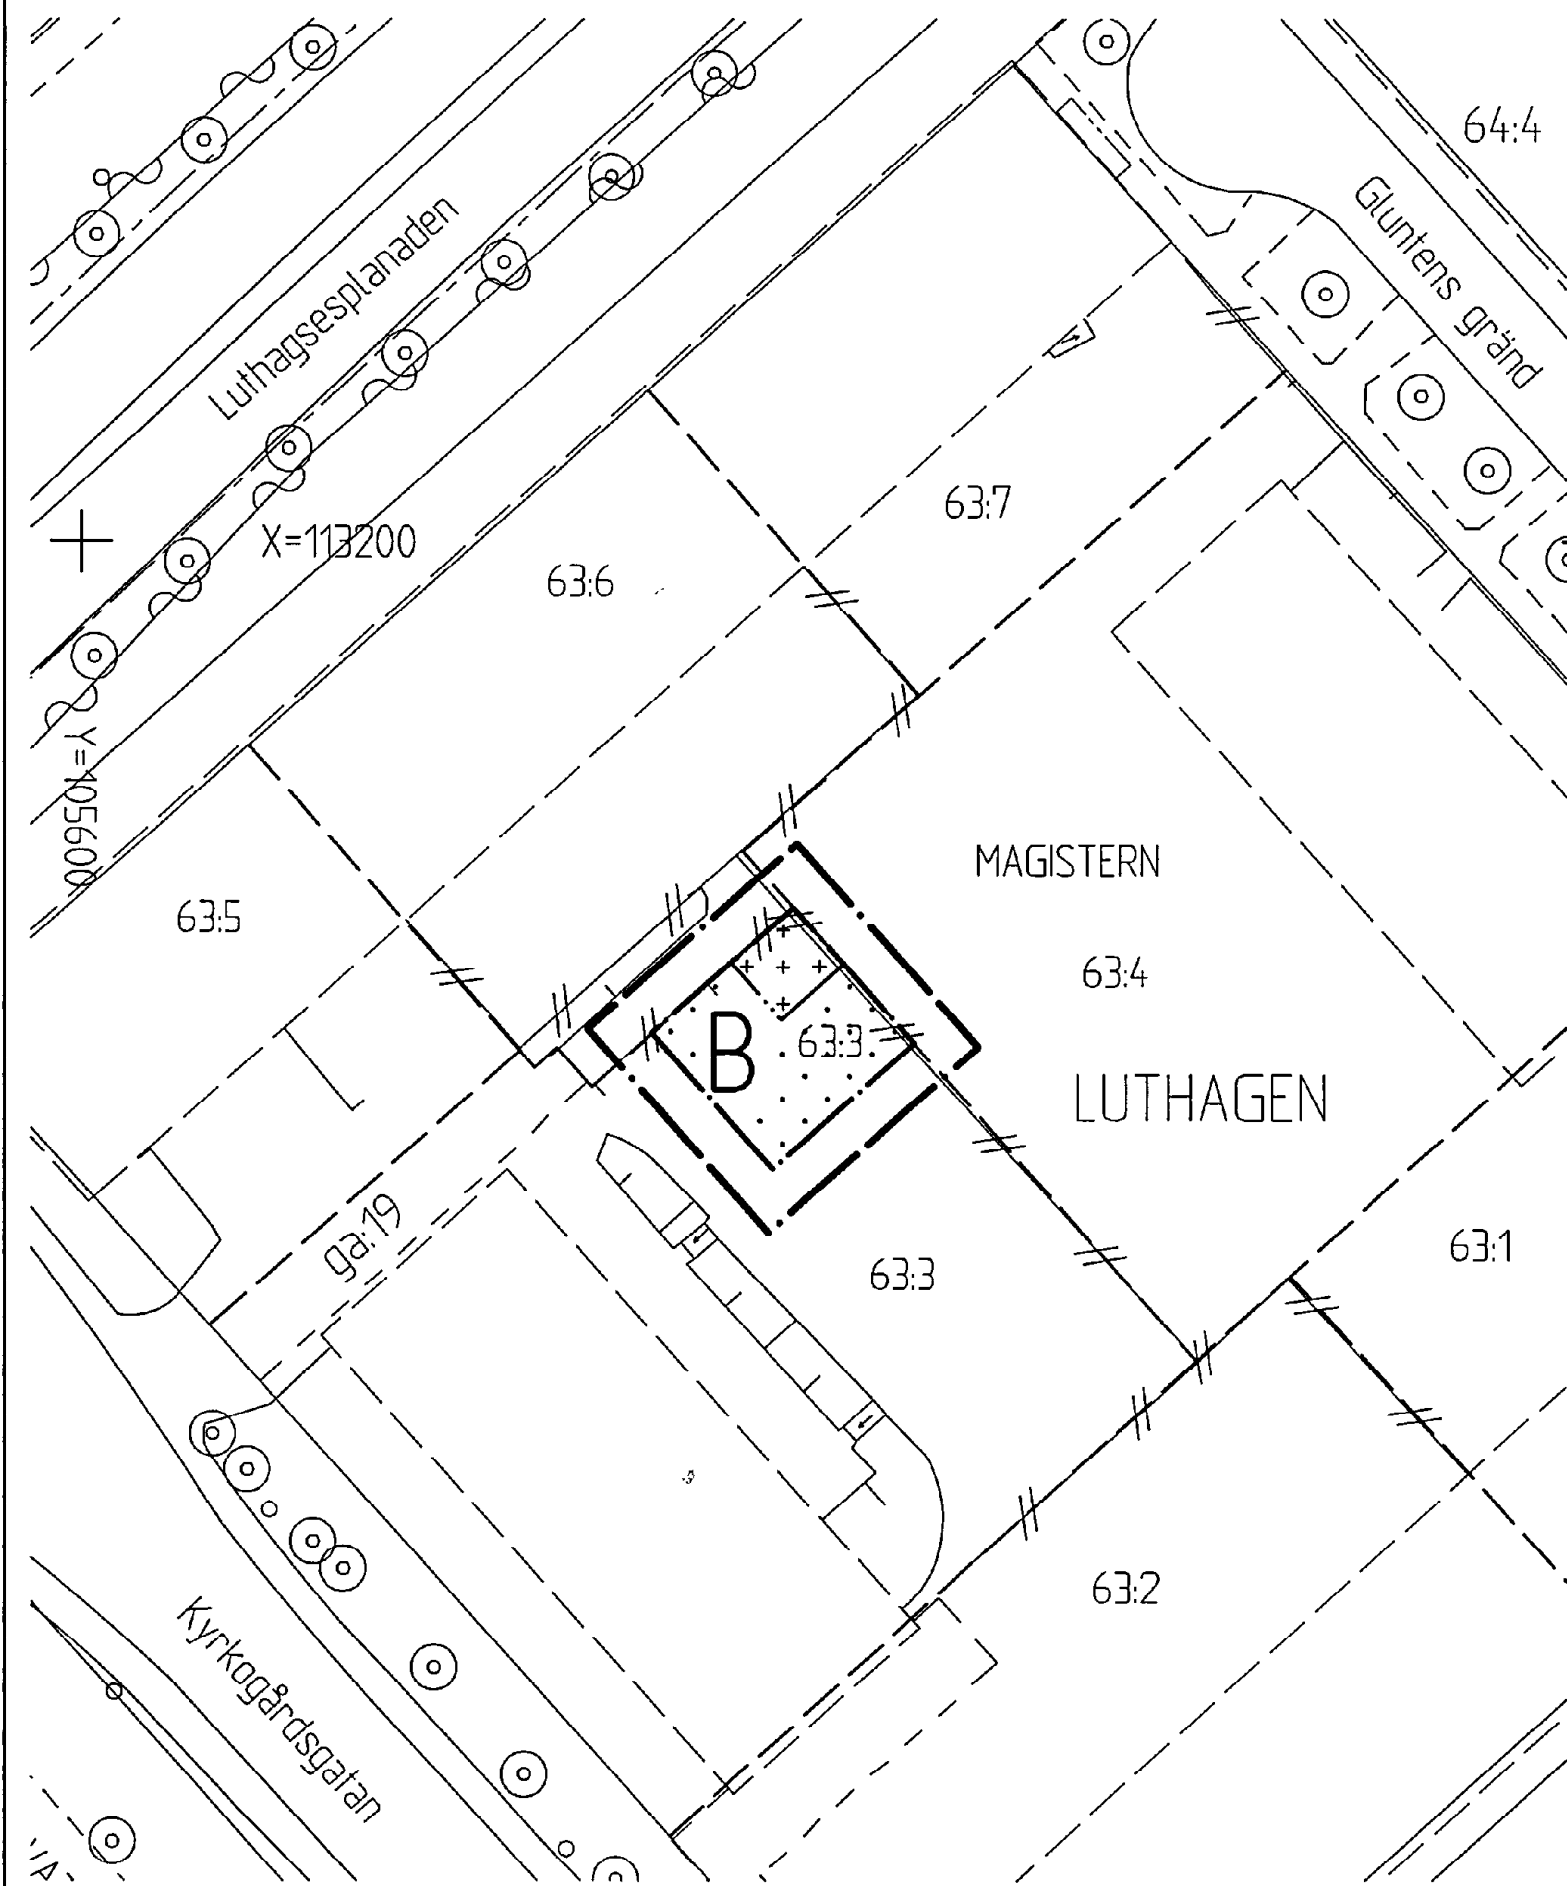 64:4
Gluntens gränd
Luthagsesplanaden
63:7
X=113200
63:6
Y=105600
MAGISTERN
63:5
63:4
B
63:3
LUTHAGEN
ga:19
63:1
63:3
63:2
Kyrkogårdsgatan